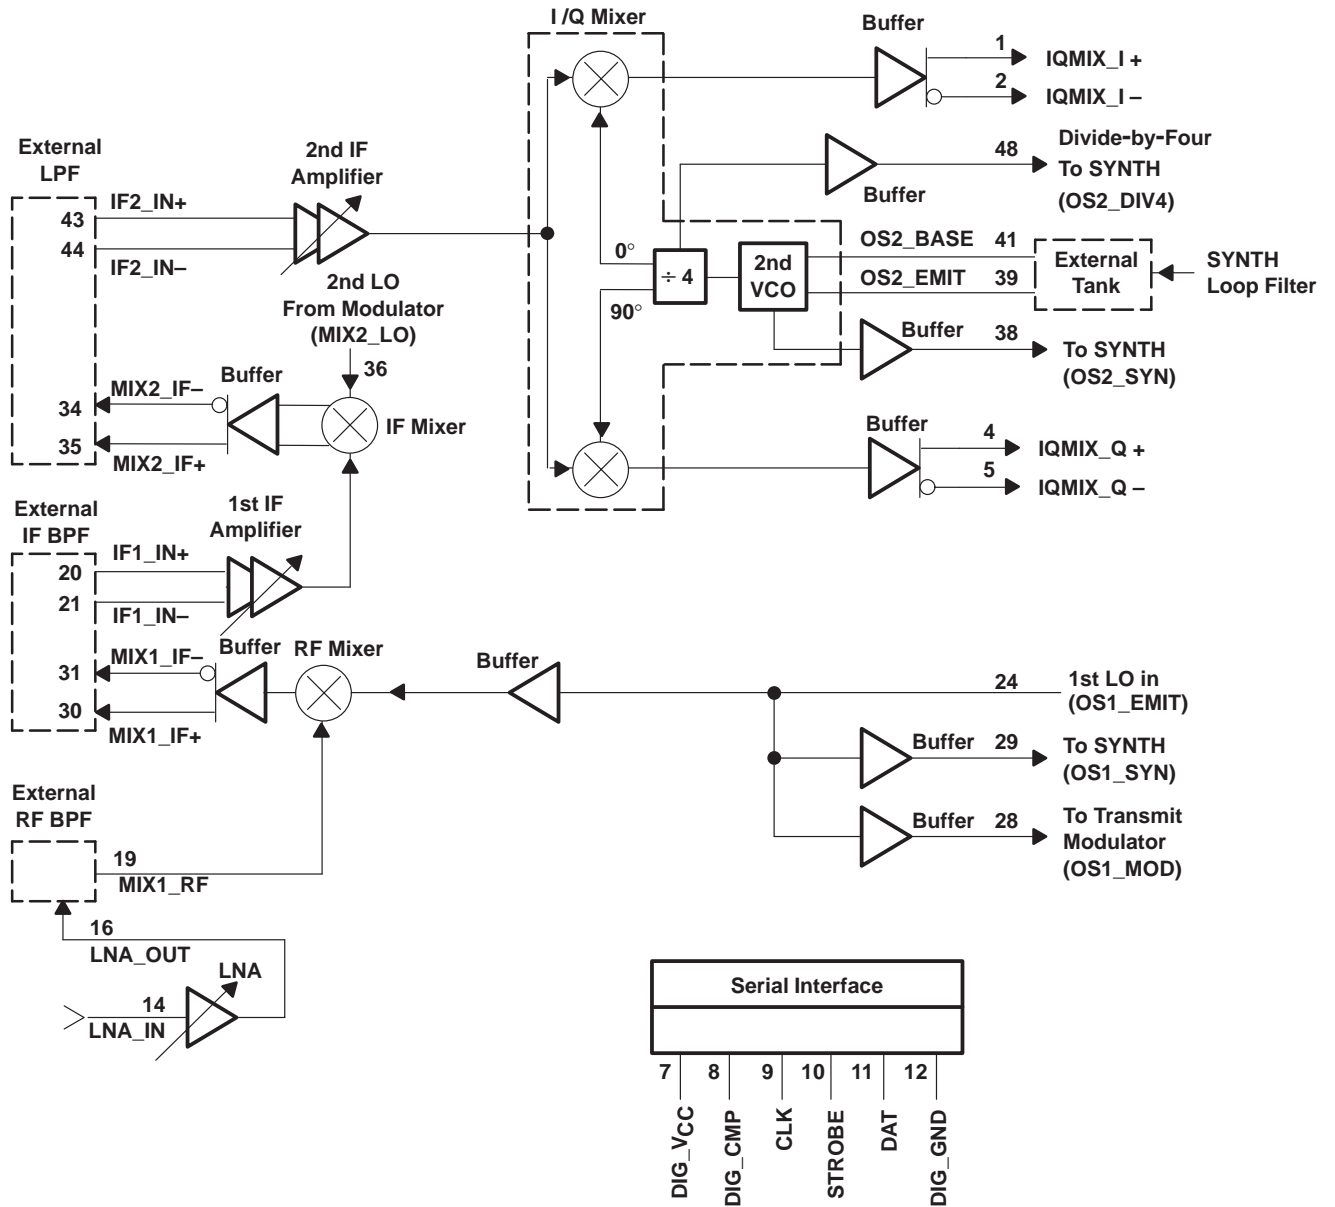 I /Q Mixer
Buffer
1
IQMIX_I +
2
IQMIX_I –
External
LPF
2nd IF
Amplifier
Divide-by-Four
48
To SYNTH
(OS2_DIV4)
Buffer
IF2_IN+
43
44
IF2_IN–
0°
÷ 4
90°
2nd
VCO
OS2_BASE
41
OS2_EMIT
39
External
Tank
SYNTH
Loop Filter
2nd LO
From Modulator
(MIX2_LO)
36
Buffer
38
To SYNTH
(OS2_SYN)
Buffer
MIX2_IF–
34
35
MIX2_IF+
IF Mixer
Buffer
4
IQMIX_Q +
5
IQMIX_Q –
External
IF BPF
1st IF
Amplifier
IF1_IN+
20
21
IF1_IN–
Buffer
RF Mixer
MIX1_IF–
31
30
MIX1_IF+
Buffer
24
1st LO in
(OS1_EMIT)
Buffer
29
To SYNTH
(OS1_SYN)
External
RF BPF
Buffer
28
To Transmit
Modulator
(OS1_MOD)
19
MIX1_RF
16
LNA_OUT
LNA
14
LNA_IN
Serial Interface
7
8
9
10
11
12
DIG_VCC
DIG_CMP
CLK
STROBE
DAT
DIG_GND